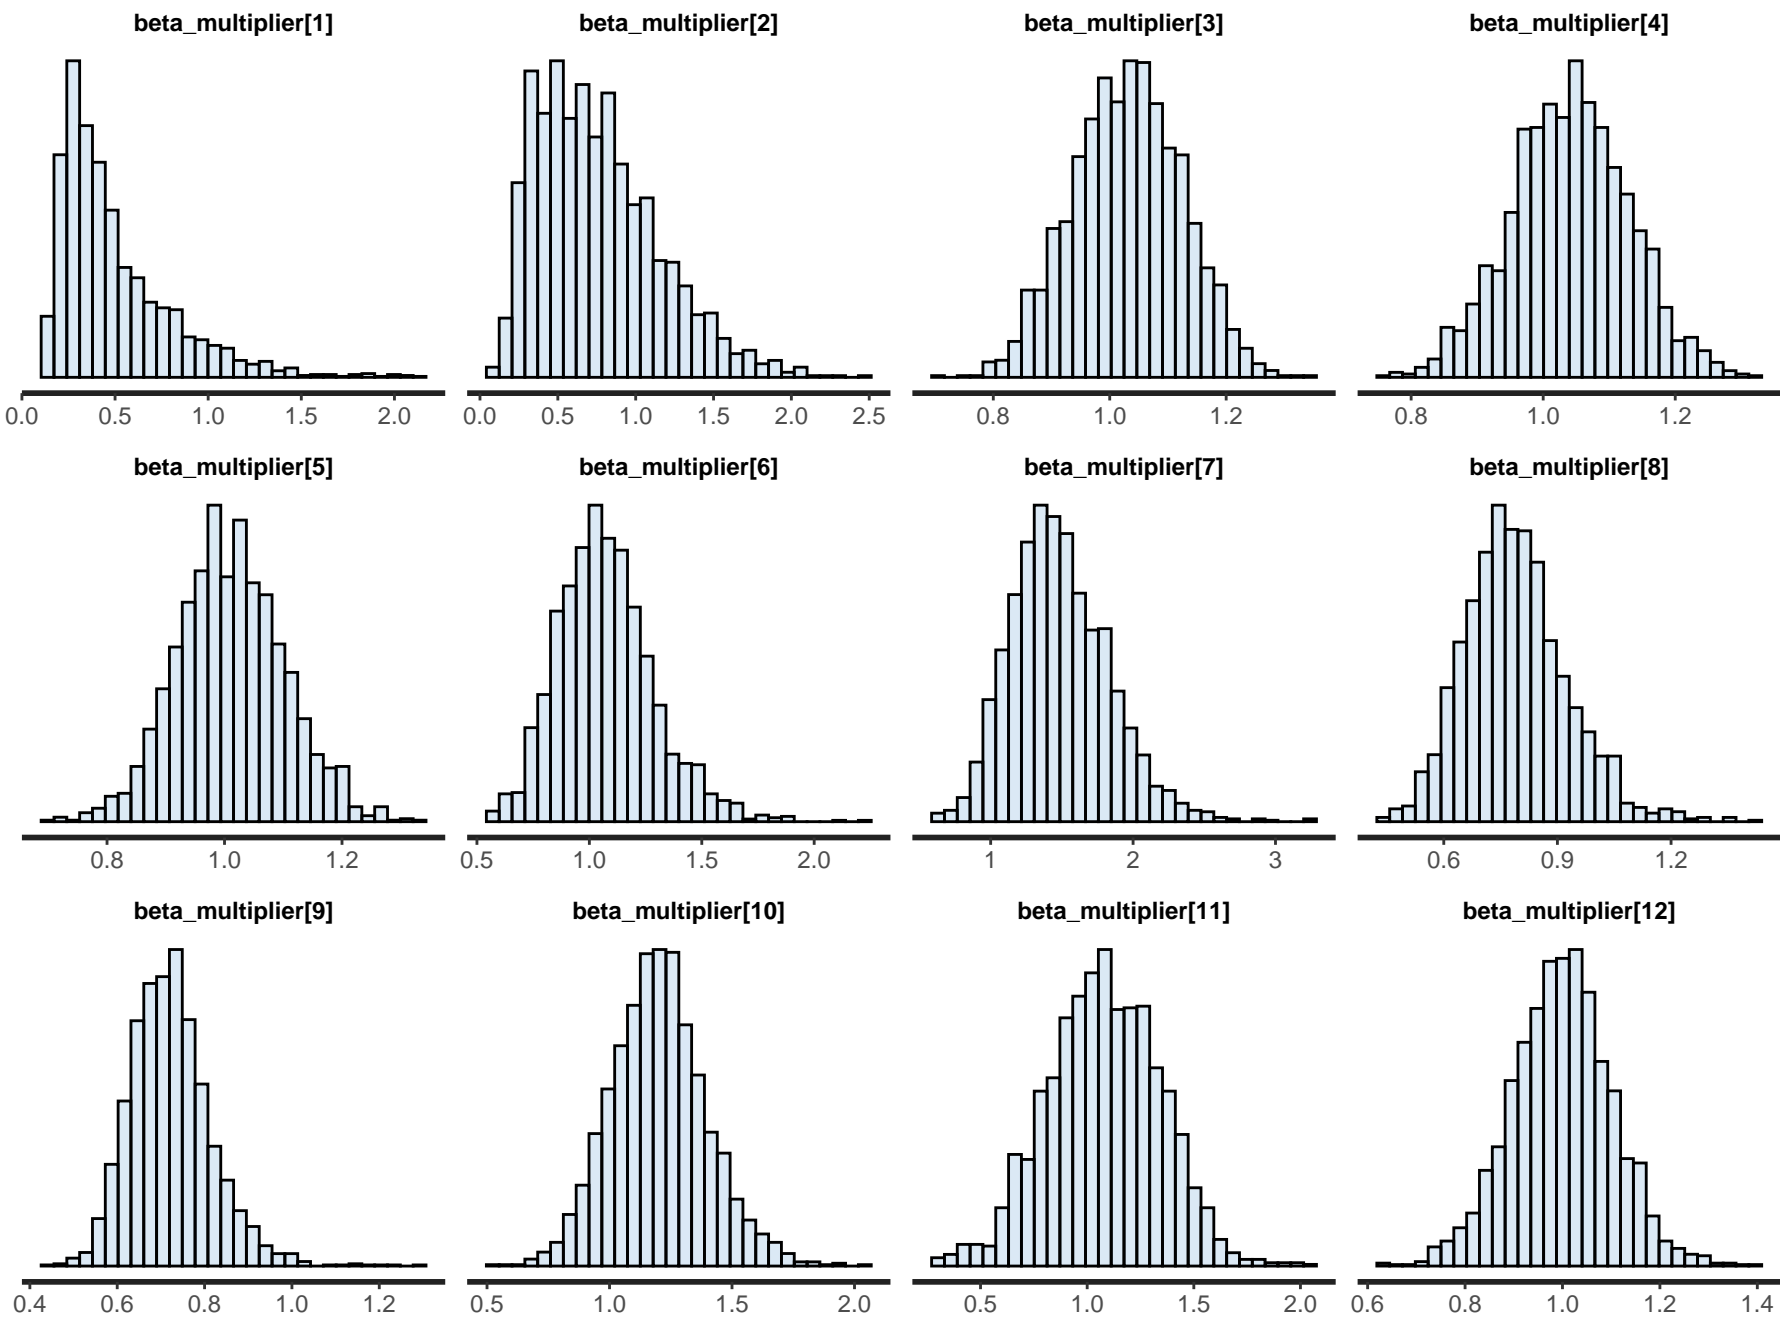 beta_multiplier[1] beta_multiplier[2] beta_multiplier[3] beta_multiplier[4]
0.0 0.5 1.0 1.5 2.0 0.0 0.5 1.0 1.5 2.0 2.5 0.8 1.0 1.2 0.8 1.0 1.2
beta_multiplier[5] beta_multiplier[6] beta_multiplier[7] beta_multiplier[8]
0.8 1.0 1.2 0.5 1.0 1.5 2.0 1 2 3 0.6 0.9 1.2
beta_multiplier[9] beta_multiplier[10] beta_multiplier[11] beta_multiplier[12]
0.4 0.6 0.8 1.0 1.2 0.5 1.0 1.5 2.0 0.5 1.0 1.5 2.0 0.6 0.8 1.0 1.2 1.4